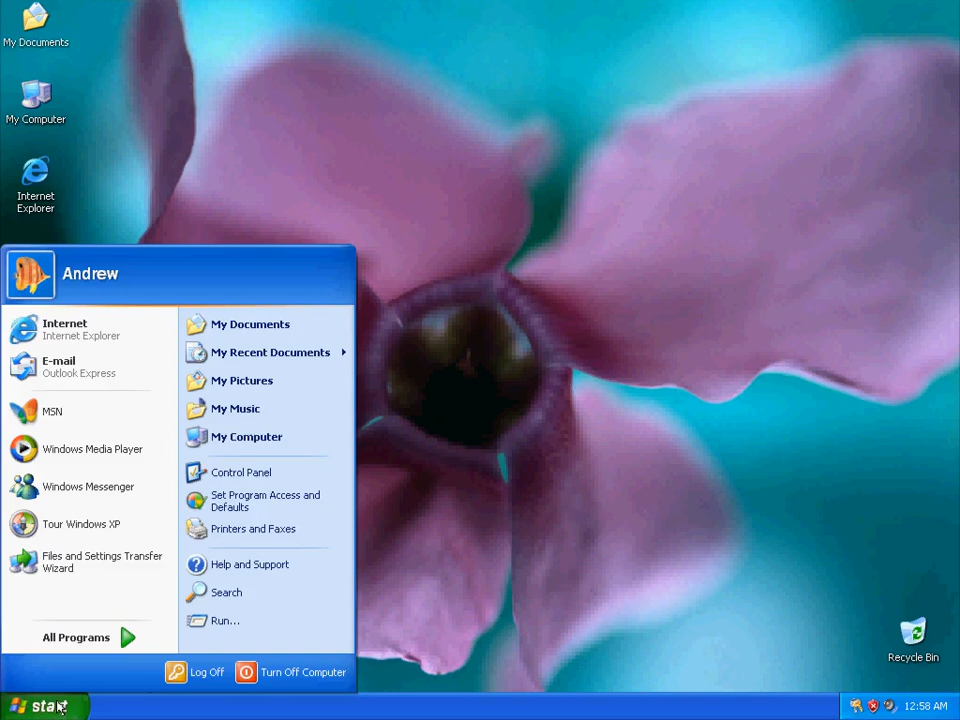 My Documents
My Computer
Internet
Explorer
Andrew
Internet
Internet Explorer
E-mail
Outlook Express
MSN
Windows Media Player
Windows Messenger
Tour Windows XP
Files and Settings Transfer
Wizard
All Programs
My Documents
My Recent Documents
My Pictures
My Music
My Computer
Control Panel
Set Program Access and
Defaults
Printers and Faxes
Help and Support
Search
Run...
Log Off
Turn Off Computer
Recycle Bin
start
12:58 AM